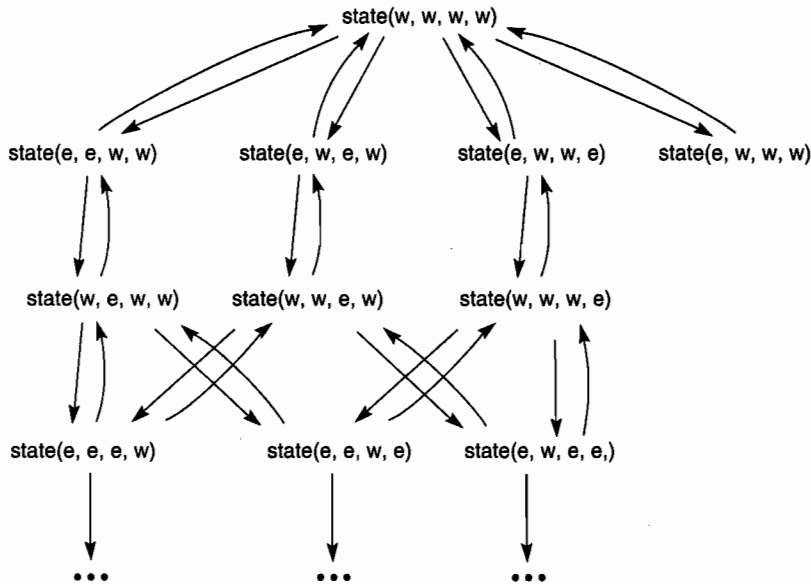 state(w, w, w, w)
state(e, e, w, w) state(e, w, e, w) state(e, w, w, e) state(e, w, w, w)
state(w, e, w, w) state(w, w, e, w) state(w, w, w, e)
state(e, e, e, w) state(e, e, w, e) state(e, w, e, e,)
••• ••• •••